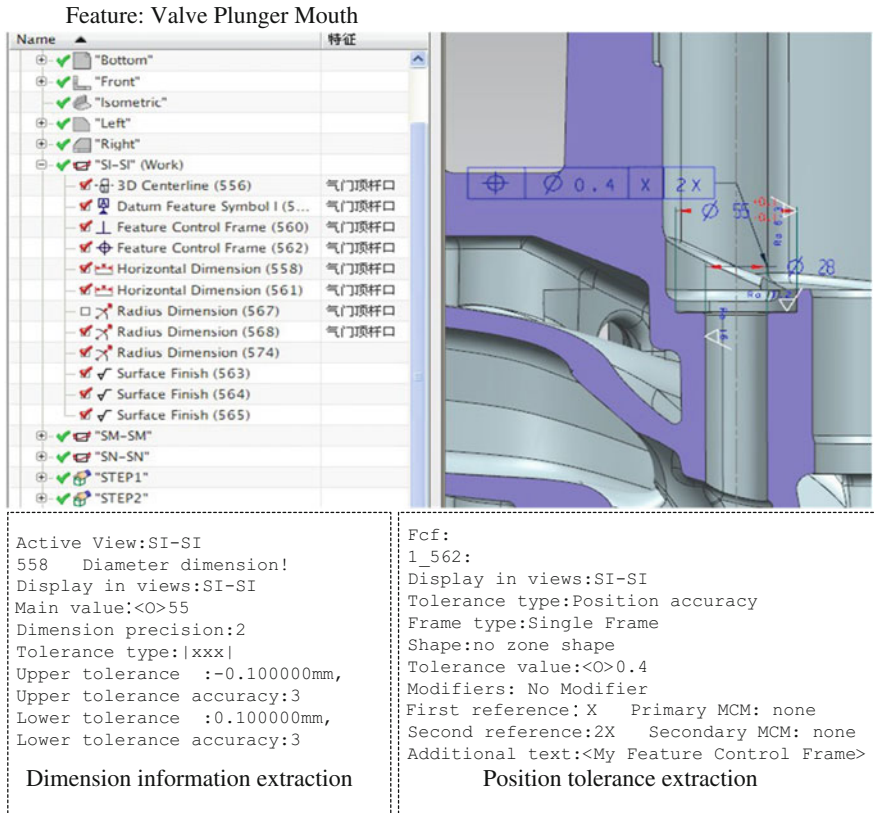 Feature: Valve Plunger Mouth
Name 特征
"Bottom"
"Front"
"Isometric"
"Left"
"Right"
"SI-SI" (Work)
3D Centerline (556) 气门顶杆口
Datum Feature Symbol I (5... 气门顶杆口
Feature Control Frame (560) 气门顶杆口
Feature Control Frame (562) 气门顶杆口
Horizontal Dimension (558) 气门顶杆口
Horizontal Dimension (561) 气门顶杆口
Radius Dimension (567) 气门顶杆口
Radius Dimension (568) 气门顶杆口
Radius Dimension (574)
Surface Finish (563)
Surface Finish (564)
Surface Finish (565)
"SM-SM"
"SN-SN"
"STEP1"
"STEP2"
Ø 0.4 X 2X
Ø 55
Ra 6.3
Ø 28
Active View:SI-SI
558 Diameter dimension!
Display in views:SI-SI
Main value:<O>55
Dimension precision:2
Tolerance type:|xxx|
Upper tolerance :-0.100000mm,
Upper tolerance accuracy:3
Lower tolerance :0.100000mm,
Lower tolerance accuracy:3
Dimension information extraction
Fcf:
1_562:
Display in views:SI-SI
Tolerance type:Position accuracy
Frame type:Single Frame
Shape:no zone shape
Tolerance value:<O>0.4
Modifiers: No Modifier
First reference: X Primary MCM: none
Second reference:2X Secondary MCM: none
Additional text:<My Feature Control Frame>
Position tolerance extraction